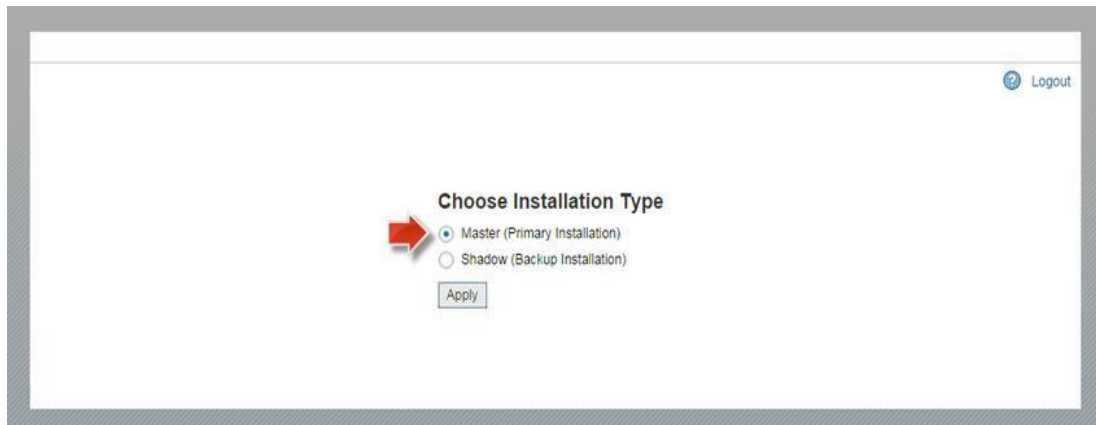 Logout
Choose Installation Type
Master (Primary Installation)
Shadow (Backup Installation)
Apply